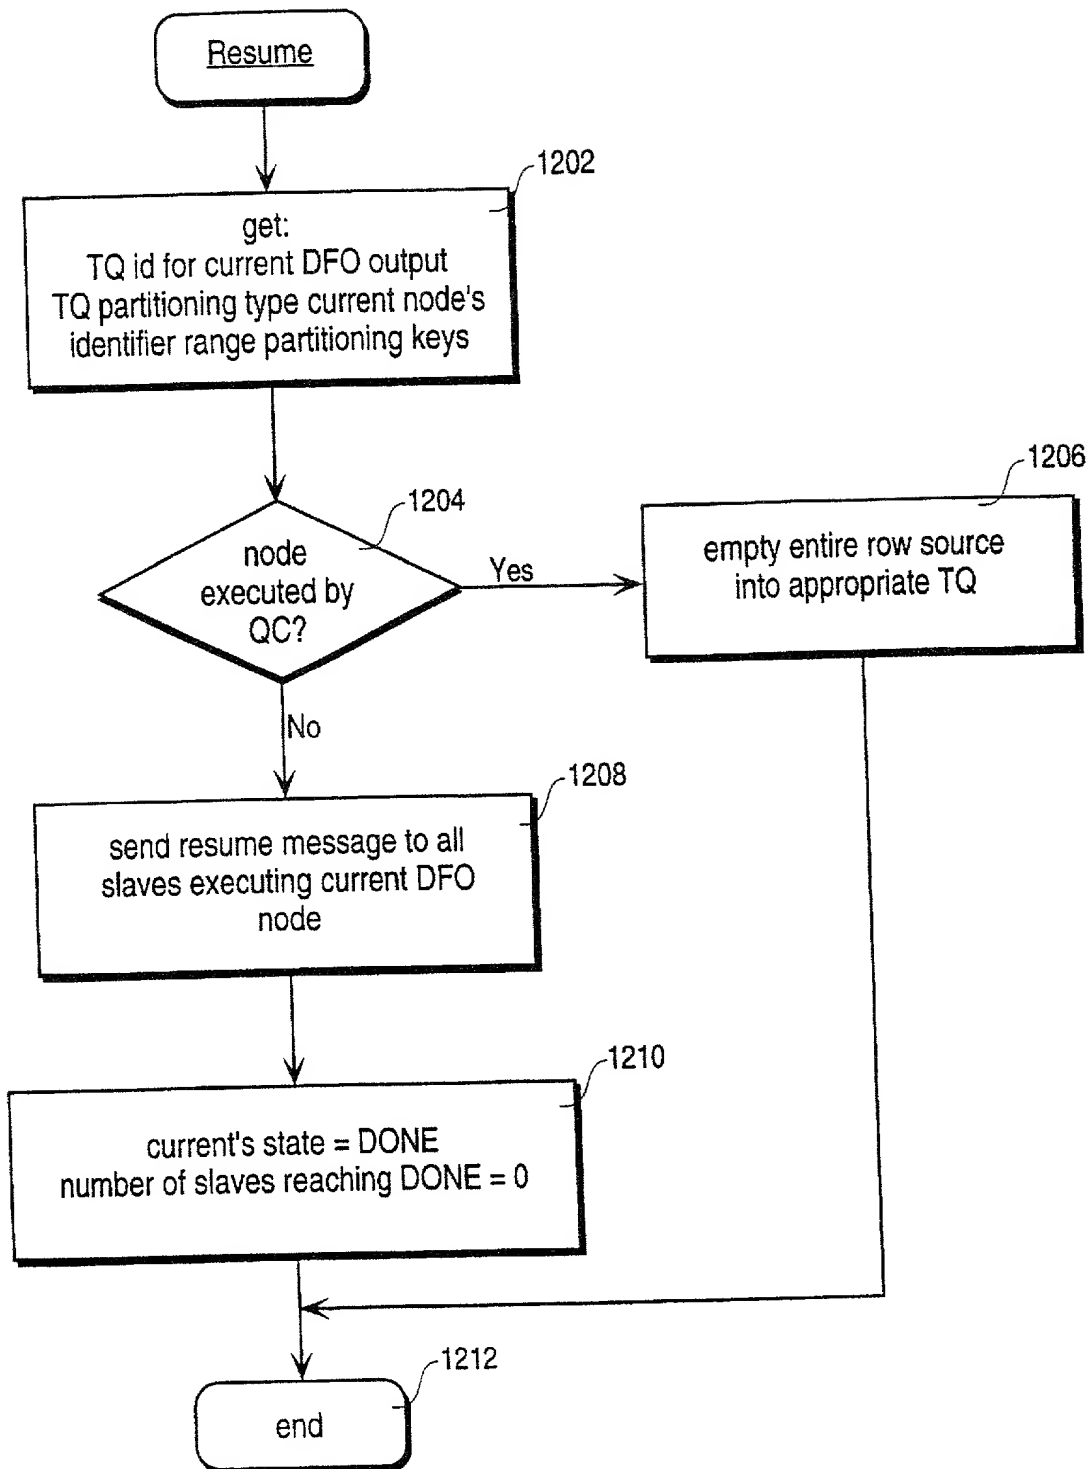 Resume
1202
get:
TQ id for current DFO output
TQ partitioning type current node's
identifier range partitioning keys
1204
node
executed by
QC?
Yes
1206
empty entire row source
into appropriate TQ
No
1208
send resume message to all
slaves executing current DFO
node
1210
current's state = DONE
number of slaves reaching DONE = 0
1212
end